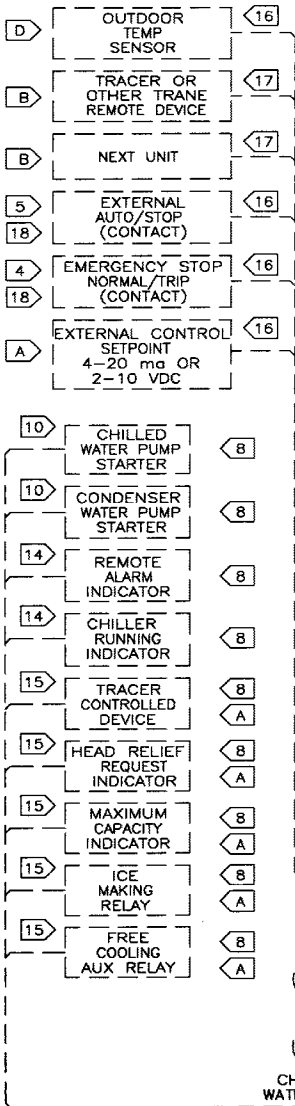 D
OUTDOOR
TEMP
SENSOR
16
B
TRACER OR
OTHER TRANE
REMOTE DEVICE
17
B
NEXT UNIT
17
5
18
EXTERNAL
AUTO/STOP
(CONTACT)
16
4
18
EMERGENCY STOP
NORMAL/TRIP
(CONTACT)
16
A
EXTERNAL CONTROL
SETPOINT
4-20 ma OR
2-10 VDC
16
10
CHILLED
WATER PUMP
STARTER
8
10
CONDENSER
WATER PUMP
STARTER
8
14
REMOTE
ALARM
INDICATOR
8
14
CHILLER
RUNNING
INDICATOR
8
15
TRACER
CONTROLLED
DEVICE
8
A
15
HEAD RELIEF
REQUEST
INDICATOR
8
A
15
MAXIMUM
CAPACITY
INDICATOR
8
A
15
ICE
MAKING
RELAY
8
A
15
FREE
COOLING
AUX RELAY
8
A
CH
WATE